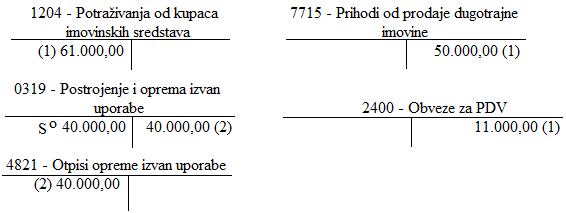 1204 - Potraživanja od kupaca
imovinskih sredstava
(1) 61.000,00
7715 - Prihodi od prodaje dugotrajne
imovine
50.000,00 (1)
0319 - Postrojenje i oprema izvan
uporabe
S° 40.000,00 40.000,00 (2)
2400 - Obveze za PDV
11.000,00 (1)
4821 - Otpisi opreme izvan uporabe
(2) 40.000,00